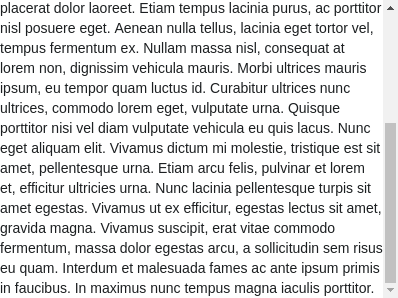 placerat dolor laoreet. Etiam tempus lacinia purus, ac porttitor
nisl posuere eget. Aenean nulla tellus, lacinia eget tortor vel,
tempus fermentum ex. Nullam massa nisl, consequat at
lorem non, dignissim vehicula mauris. Morbi ultrices mauris
ipsum, eu tempor quam luctus id. Curabitur ultrices nunc
ultrices, commodo lorem eget, vulputate urna. Quisque
porttitor nisi vel diam vulputate vehicula eu quis lacus. Nunc
eget aliquam elit. Vivamus dictum mi molestie, tristique est sit
amet, pellentesque urna. Etiam arcu felis, pulvinar et lorem
et, efficitur ultricies urna. Nunc lacinia pellentesque turpis sit
amet egestas. Vivamus ut ex efficitur, egestas lectus sit amet,
gravida magna. Vivamus suscipit, erat vitae commodo
fermentum, massa dolor egestas arcu, a sollicitudin sem risus
eu quam. Interdum et malesuada fames ac ante ipsum primis
in faucibus. In maximus nunc tempus magna iaculis porttitor.